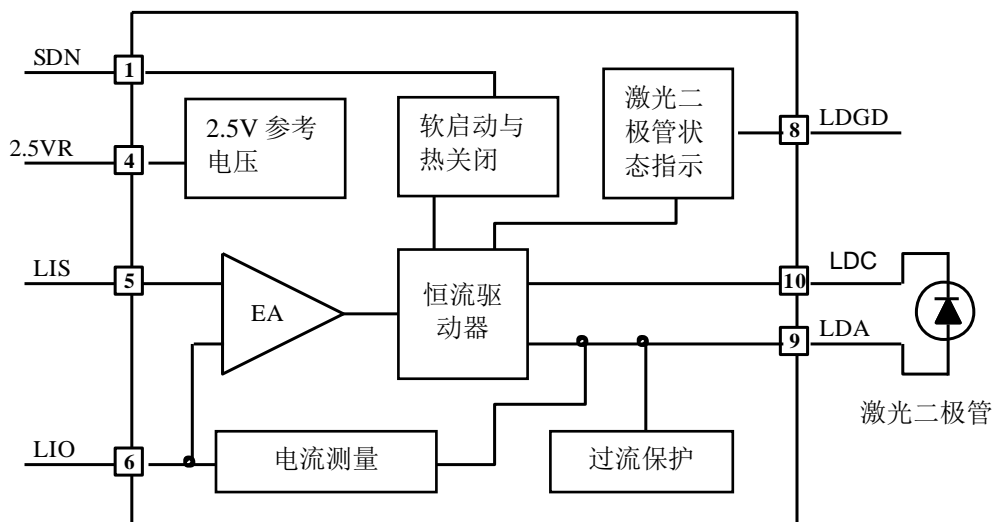 SDN
1
2.5VR
4
2.5V 参考
电压
软启动与
热关闭
激光二
极管状
态指示
8
LDGD
LIS
5
EA
恒流驱
动器
10
LDC
9
LDA
激光二极管
LIO
6
电流测量
过流保护